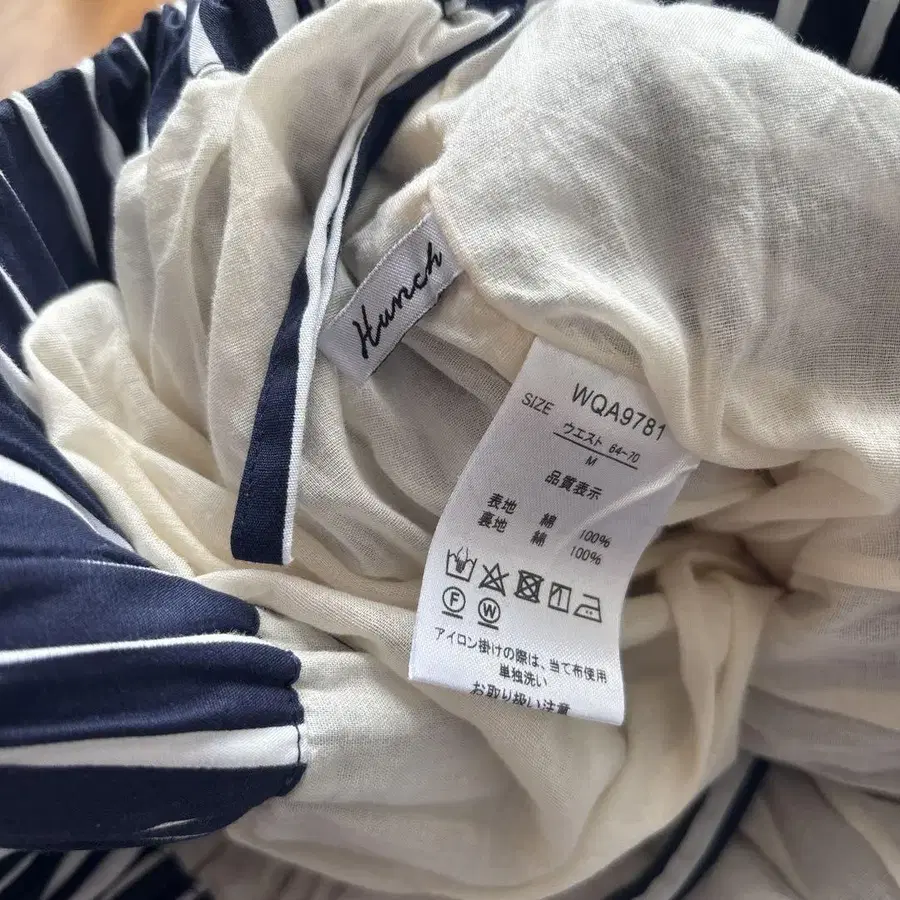 Hunch
WQA9781
SIZE
ウエスト 64~70
M
品質表示
表地 綿 100%
裏地 綿 100%
F W
アイロン掛けの際は、当て布使用
単独洗い
お取り扱い注意